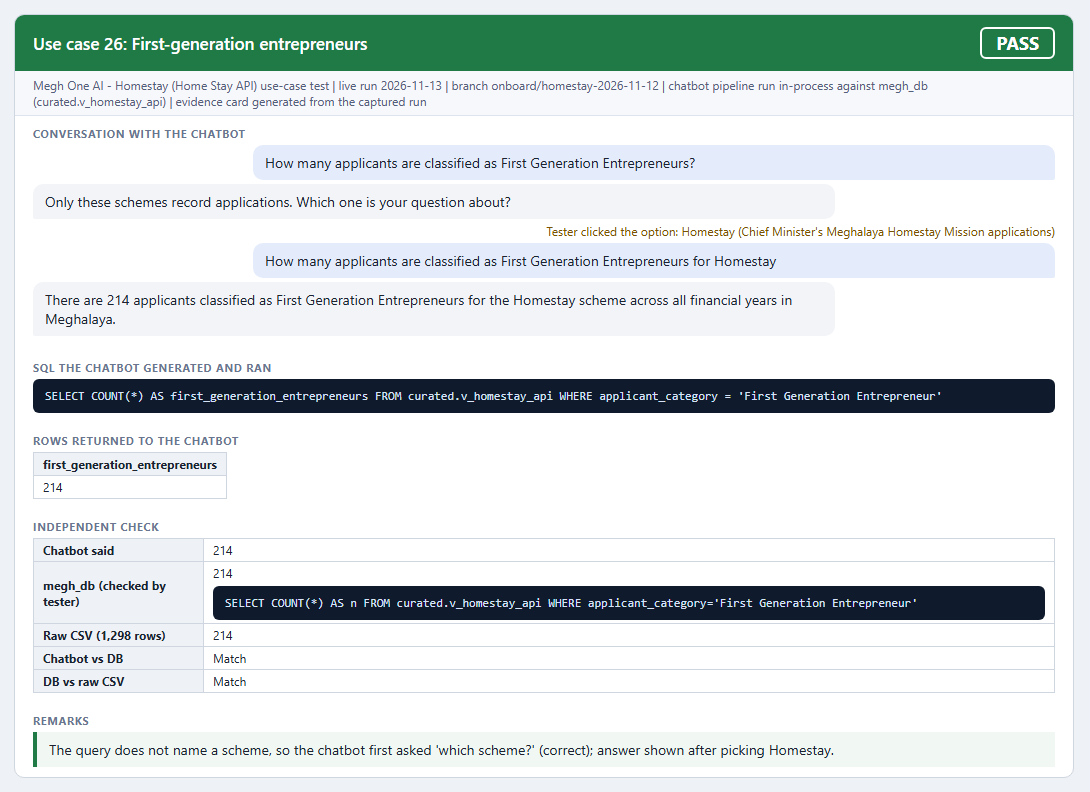 Use case 26: First-generation entrepreneurs
PASS
Megh One AI - Homestay (Home Stay API) use-case test | live run 2026-11-13 | branch onboard/homestay-2026-11-12 | chatbot pipeline run in-process against megh_db
(curated.v_homestay_api) | evidence card generated from the captured run
CONVERSATION WITH THE CHATBOT
How many applicants are classified as First Generation Entrepreneurs?
Only these schemes record applications. Which one is your question about?
Tester clicked the option: Homestay (Chief Minister's Meghalaya Homestay Mission applications)
How many applicants are classified as First Generation Entrepreneurs for Homestay
There are 214 applicants classified as First Generation Entrepreneurs for the Homestay scheme across all financial years in
Meghalaya.
SQL THE CHATBOT GENERATED AND RAN
SELECT COUNT(*) AS first_generation_entrepreneurs FROM curated.v_homestay_api WHERE applicant_category = 'First Generation Entrepreneur'
ROWS RETURNED TO THE CHATBOT
first_generation_entrepreneurs
214
INDEPENDENT CHECK
Chatbot said 214
megh_db (checked by
tester)
214
SELECT COUNT(*) AS n FROM curated.v_homestay_api WHERE applicant_category='First Generation Entrepreneur'
Raw CSV (1,298 rows) 214
Chatbot vs DB Match
DB vs raw CSV Match
REMARKS
The query does not name a scheme, so the chatbot first asked 'which scheme?' (correct); answer shown after picking Homestay.